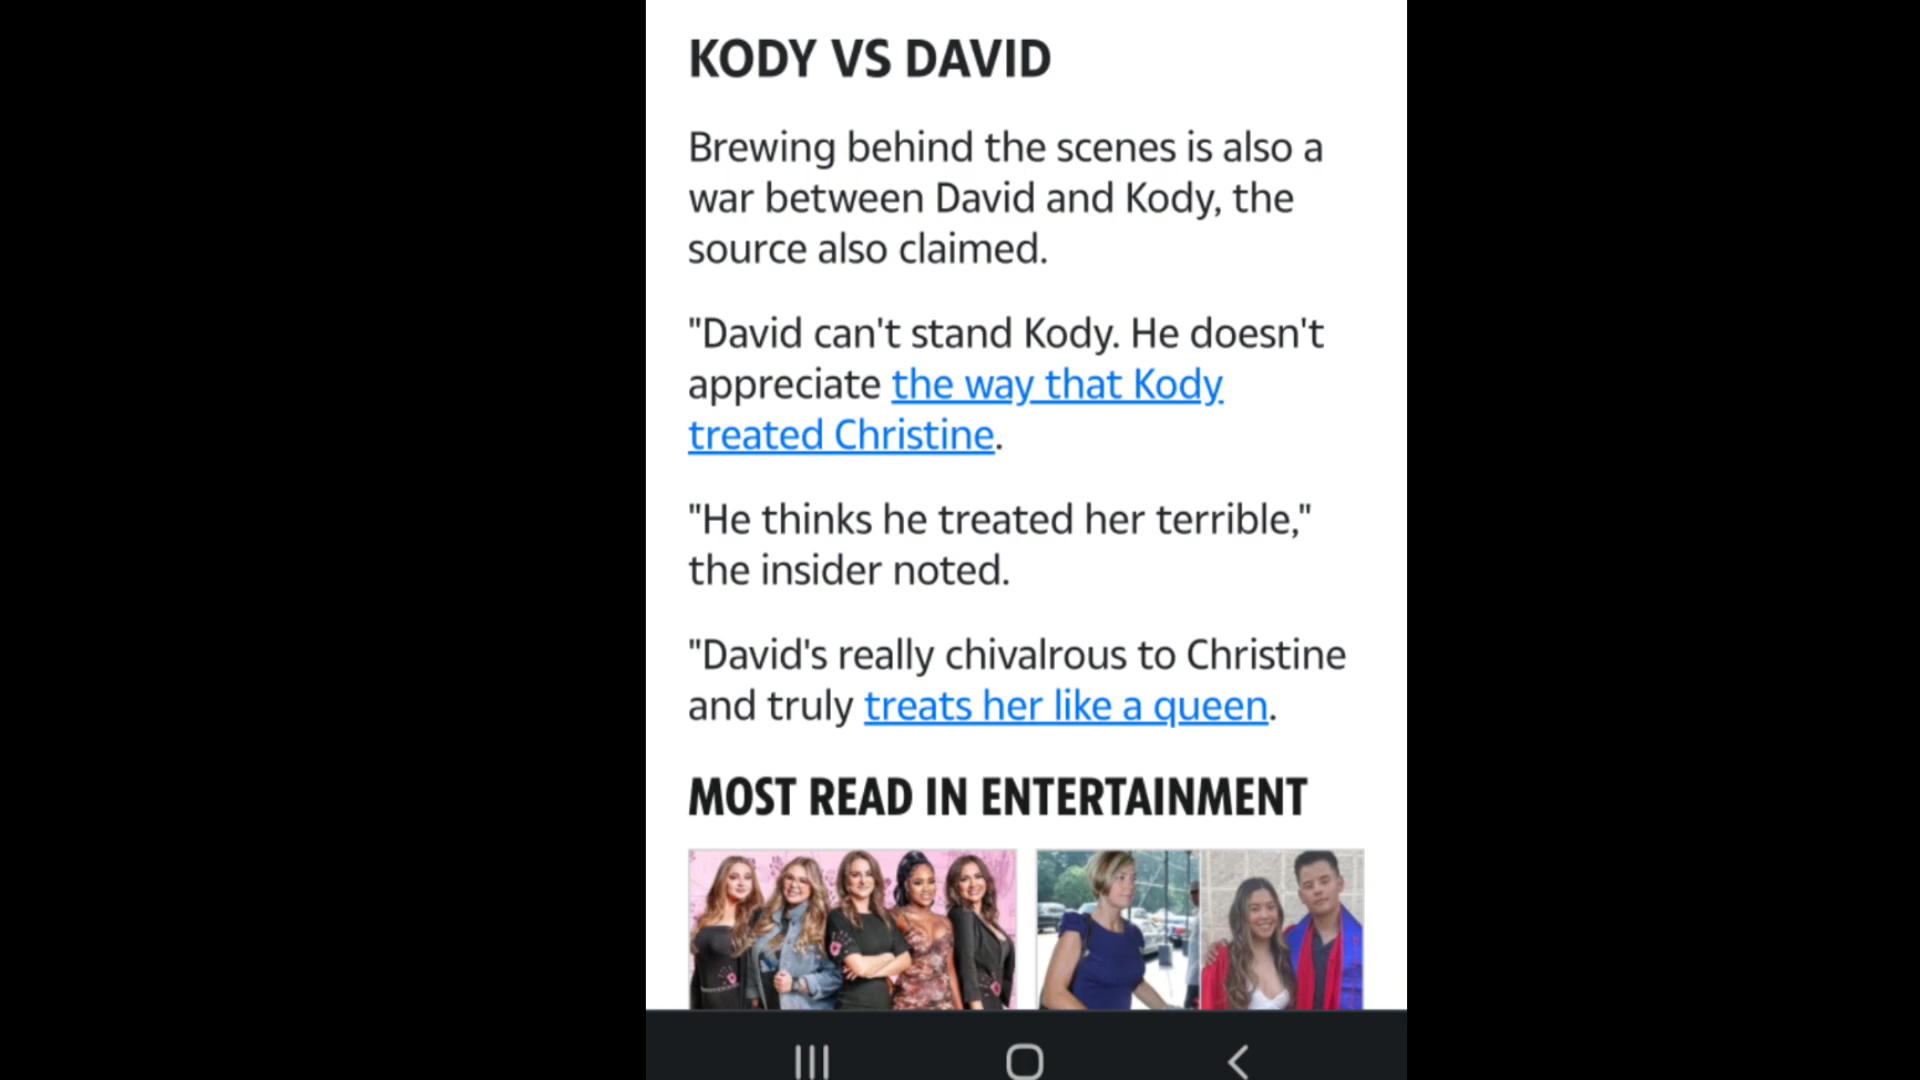 KODY VS DAVID
Brewing behind the scenes is also a
war between David and Kody, the
source also claimed.
"David can't stand Kody. He doesn't
appreciate the way that Kody
treated Christine.
"He thinks he treated her terrible,"
the insider noted.
"David's really chivalrous to Christine
and truly treats her like a queen.
MOST READ IN ENTERTAINMENT